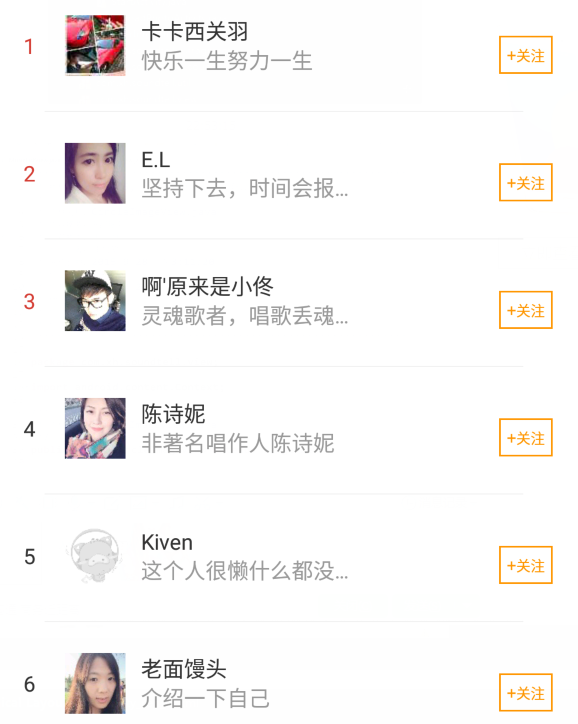 1
卡卡西关羽
快乐一生努力一生
+关注
2
E.L
坚持下去，时间会报...
+关注
3
啊'原来是小佟
灵魂歌者，唱歌丢魂...
+关注
4
陈诗妮
非著名唱作人陈诗妮
+关注
5
Kiven
这个人很懒什么都没...
+关注
6
老面馒头
介绍一下自己
+关注